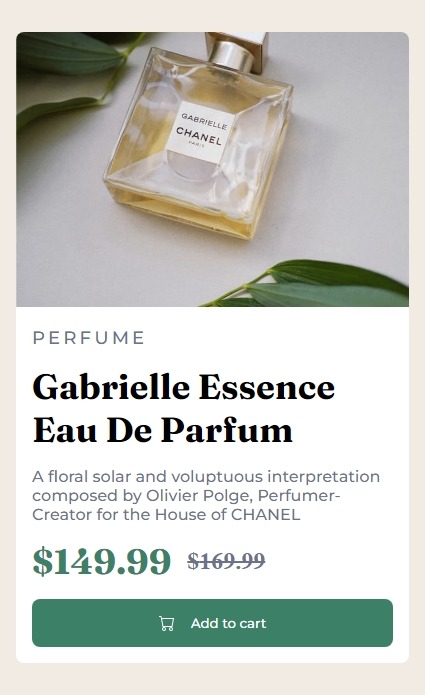 GABRIELLE
CHANEL
PARIS
PERFUME
Gabrielle Essence
Eau De Parfum
A floral solar and voluptuous interpretation
composed by Olivier Polge, Perfumer-
Creator for the House of CHANEL
$149.99 $169.99
Add to cart